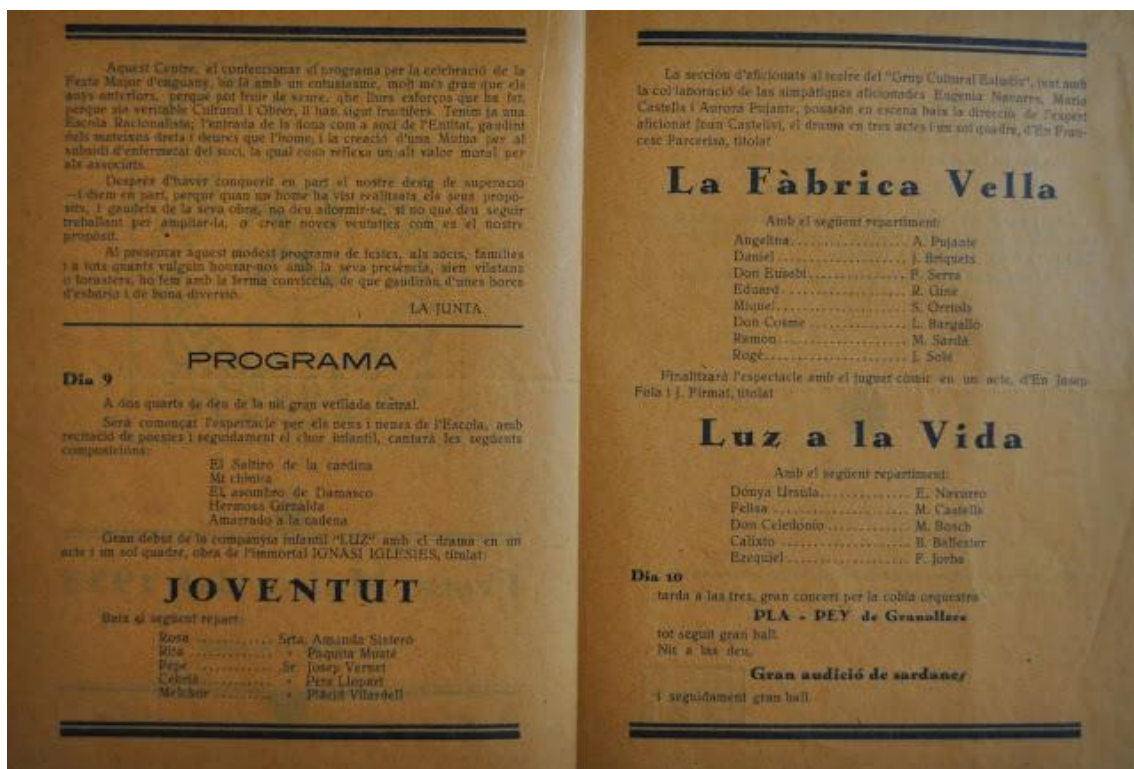 Aquest Centre, al confeccionar el programa per la celebració de la
Festa Major d'enguany, ho fa amb un entusiasme, molt més gran que els
anys anteriors, perque pot fruir de veure, que llurs esforços que ha fet,
perque sia veritable Cultural i Obrer, li han sigut fruitifers. Tenim ja una
Escola Racionalista; l'entrada de la dona com a soci de l'Entitat, gaudint
dels mateixos drets i deures que l'home; i la creació d'una Mutua per al
subsidi d'enfermetat del soci, la qual cosa reflexa un alt valor moral per
als associats.
Desprès d'haver conquerit en part el nostre desig de superació
—i diem en part, perque quan un home ha vist realitzats els seus propo-
sits, i gaudeix de la seva obra, no deu adormir-se, si no que deu seguir
treballant per ampliar-la, o crear noves ventatjes com es el nostre
propòsit.
Al presentar aquest modest programa de festes, als socis, families
i a tots quants vulguin honrar-nos amb la seva presencia, sien vilatans
o forasters, ho fem amb la ferma convicció, de que gaudiràn d'unes hores
d'esbarjo i de bona diversió.
LA JUNTA
PROGRAMA
Dia 9
A dos quarts de deu de la nit gran vetllada teatral.
Serà començat l'espectacle per els nens i nenes de l'Escola, amb
recitació de poesies i seguidament el chor infantil, cantarà les següents
composicións:
El Saltiró de la cardina
Mi chinica
EL asombro de Damasco
Hermosa Girnalda
Amarrado a la cadena
Gran debut de la companyia infantil "LUZ" amb el drama en un
acte i un sol quadre, obra de l'immortal IGNASI IGLESIES, titulat:
JOVENTUT
Baix el següent repart:
Rosa ........... Srta. Amanda Sisteró
Rita ........... » Paquita Musté
Pepe ........... Sr. Josep Vernet
Cebrià ........... » Pere Llopart
Melchor ......... » Plàcid Vilardell
La secciòn d'aficionats al teatre del "Grup Cultural Estudis", junt amb
la col·laboració de las simpàtiques aficionades Eugenia Navarro, Maria
Castells i Aurora Pujante, posaràn en escena baix la direcciò de l'expert
aficionat Joan Castellví, el drama en tres actes i un sol quadre, d'En Fran-
cesc Parcerisa, titolat
La Fàbrica Vella
Amb el següent repartiment:
Angelina.............. A. Pujante
Daniel................ J. Briquets
Don Eusebi............ F. Serra
Eduard................ R. Giné
Miquel................ S. Orriols
Don Cosme ............ L. Bargalló
Ramon................. M. Sardà
Rogé.................. J. Solé
Finalitzarà l'espectacle amb el juguet còmic en un acte, d'En Josep
Fola i J. Pirmat, titolat
Luz a la Vida
Amb el següent repartiment:
Donya Ursula............. E. Navarro
Felisa ............... M. Castells
Don Celedonio ........... M. Bosch
Calixto .............. B. Ballester
Ezequiel.............. F. Jorba
Dia 10
tarda a las tres, gran concert per la cobla orquestra
PLA - PEY de Granollers
tot seguit gran ball.
Nit a las deu,
Gran audició de sardanes
i seguidament gran ball.